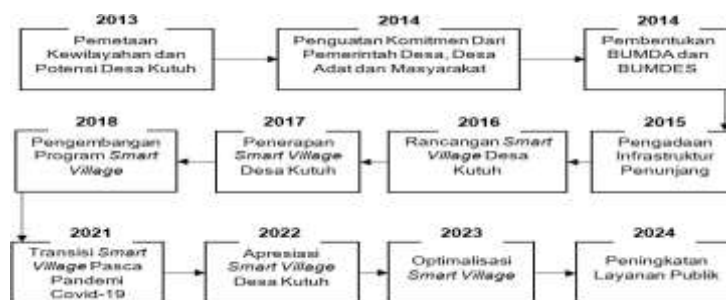 2013
Pemetaan
Kewilayahan dan
Potensi Desa Kutuh
2014
Penguatan Komitmen Dari
Pemerintah Desa, Desa
Adat dan Masyarakat
2014
Pembentukan
BUMDA dan
BUMDES
2018
Pengembangan
Program Smart
Village
2017
Penerapan
Smart Village
Desa Kutuh
2016
Rancangan Smart
Village Desa
Kutuh
2015
Pengadaan
Infrastruktur
Penunjang
2021
Transisi Smart
Village Pasca
Pandemi
Covid-19
2022
Apresiasi
Smart Village
Desa Kutuh
2023
Optimalisasi
Smart Village
2024
Peningkatan
Layanan Publik